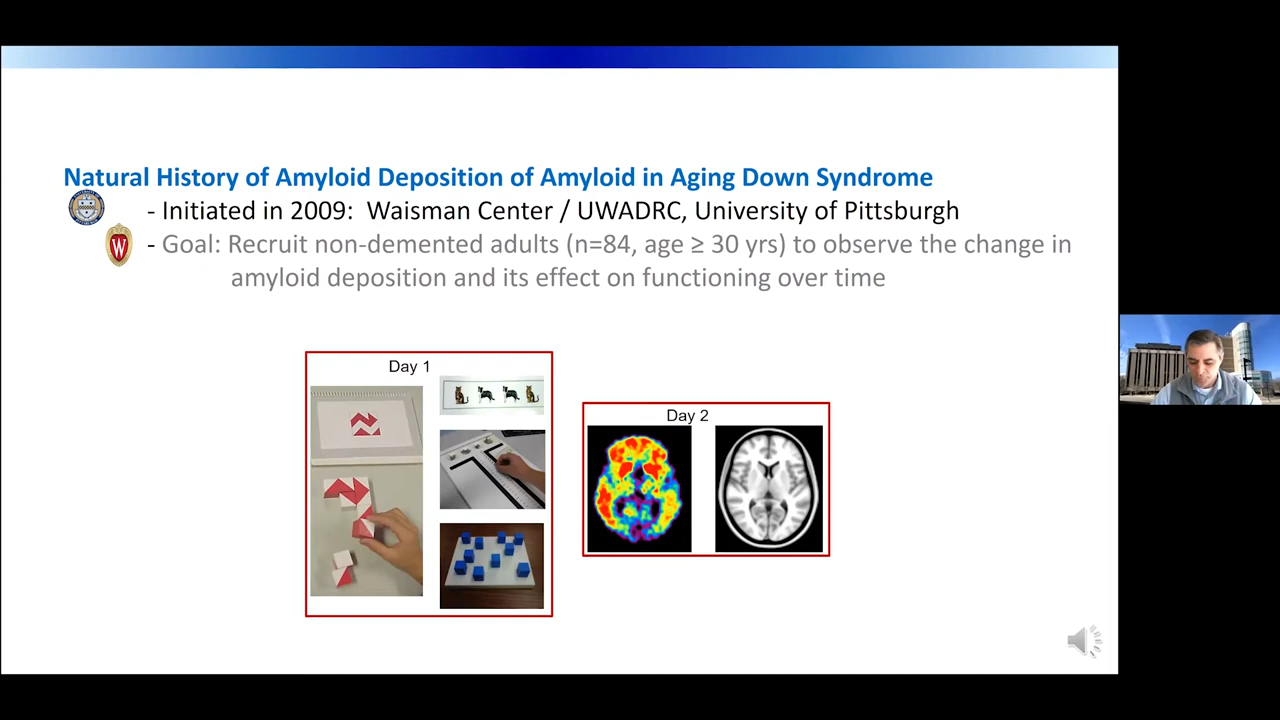 Natural History of Amyloid Deposition of Amyloid in Aging Down Syndrome
- Initiated in 2009: Waisman Center / UWADRC, University of Pittsburgh
- Goal: Recruit non-demented adults (n=84, age ≥ 30 yrs) to observe the change in
amyloid deposition and its effect on functioning over time
Day 1
Day 2
W